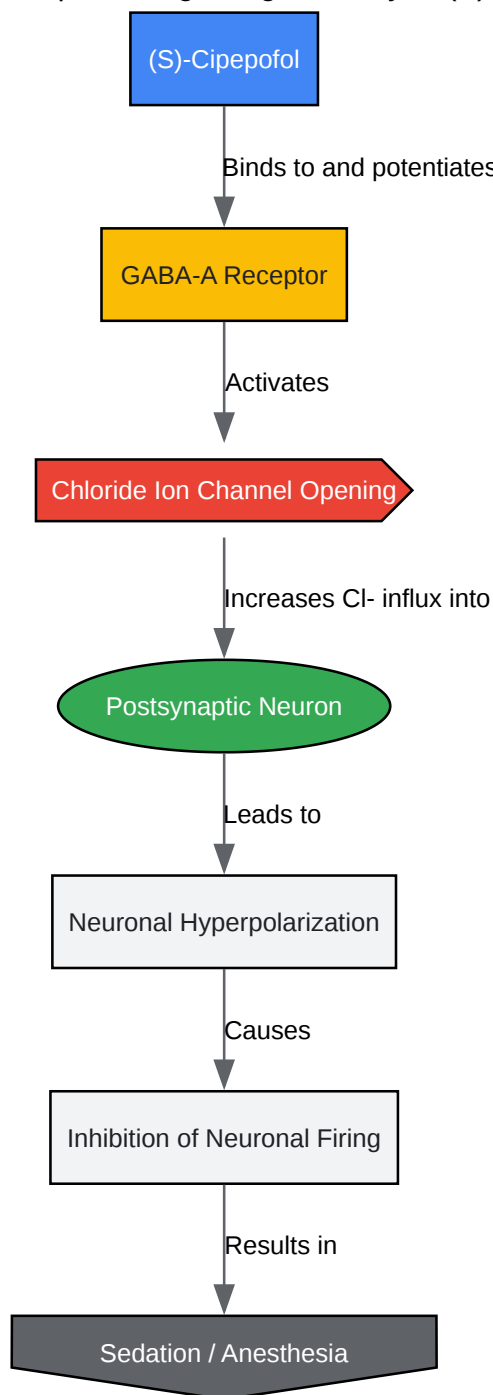 (S)-Cipepofol
Binds to and potentiates
GABA-A Receptor
Activates
Chloride Ion Channel Opening
Increases Cl- influx into
Postsynaptic Neuron
Leads to
Neuronal Hyperpolarization
Causes
Inhibition of Neuronal Firing
Results in
Sedation / Anesthesia